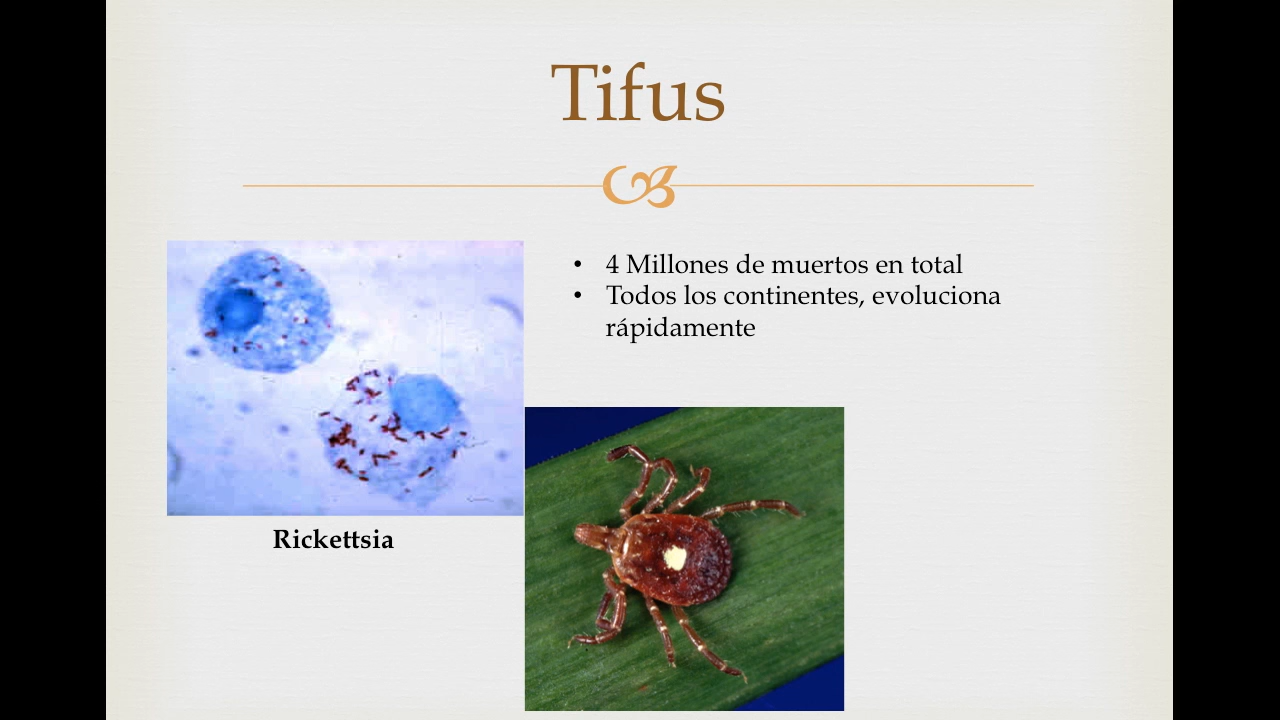 Tifus
• 4 Millones de muertos en total
• Todos los continentes, evoluciona
rápidamente
Rickettsia